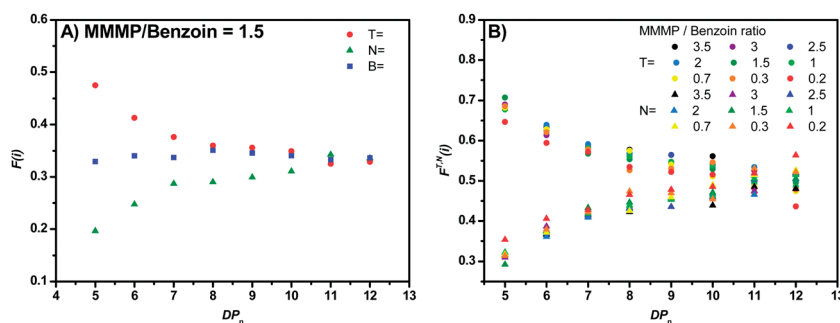 A) MMMP/Benzoin = 1.5
T=
N=
B=
F(i)
0.6
0.5
0.4
0.3
0.2
0.1
4 5 6 7 8 9 10 11 12 13
DPn
B)
MMMP / Benzoin ratio
T= 3.5 3 2.5
2 1.5 1
0.7 0.3 0.2
N= 3.5 3 2.5
2 1.5 1
0.7 0.3 0.2
F^T,N(i)
0.9
0.8
0.7
0.6
0.5
0.4
0.3
5 6 7 8 9 10 11 12 13
DPn